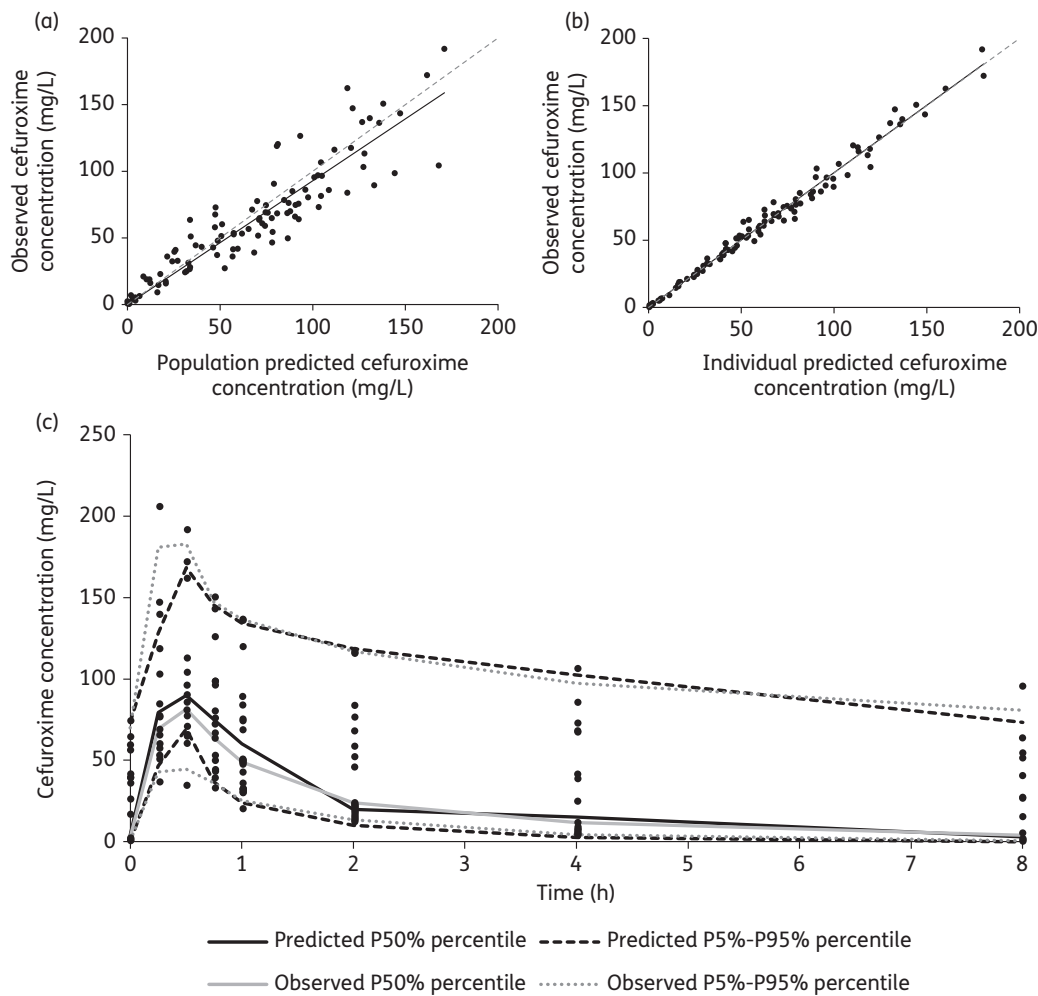 (a)
200
150
100
50
0
Observed cefuroxime
concentration (mg/L)
0 50 100 150 200
Population predicted cefuroxime
concentration (mg/L)
(b)
200
150
100
50
0
Observed cefuroxime
concentration (mg/L)
0 50 100 150 200
Individual predicted cefuroxime
concentration (mg/L)
(c)
250
200
150
100
50
0
Cefuroxime concentration (mg/L)
0 1 2 3 4 5 6 7 8
Time (h)
Predicted P50% percentile
Predicted P5%-P95% percentile
Observed P50% percentile
Observed P5%-P95% percentile